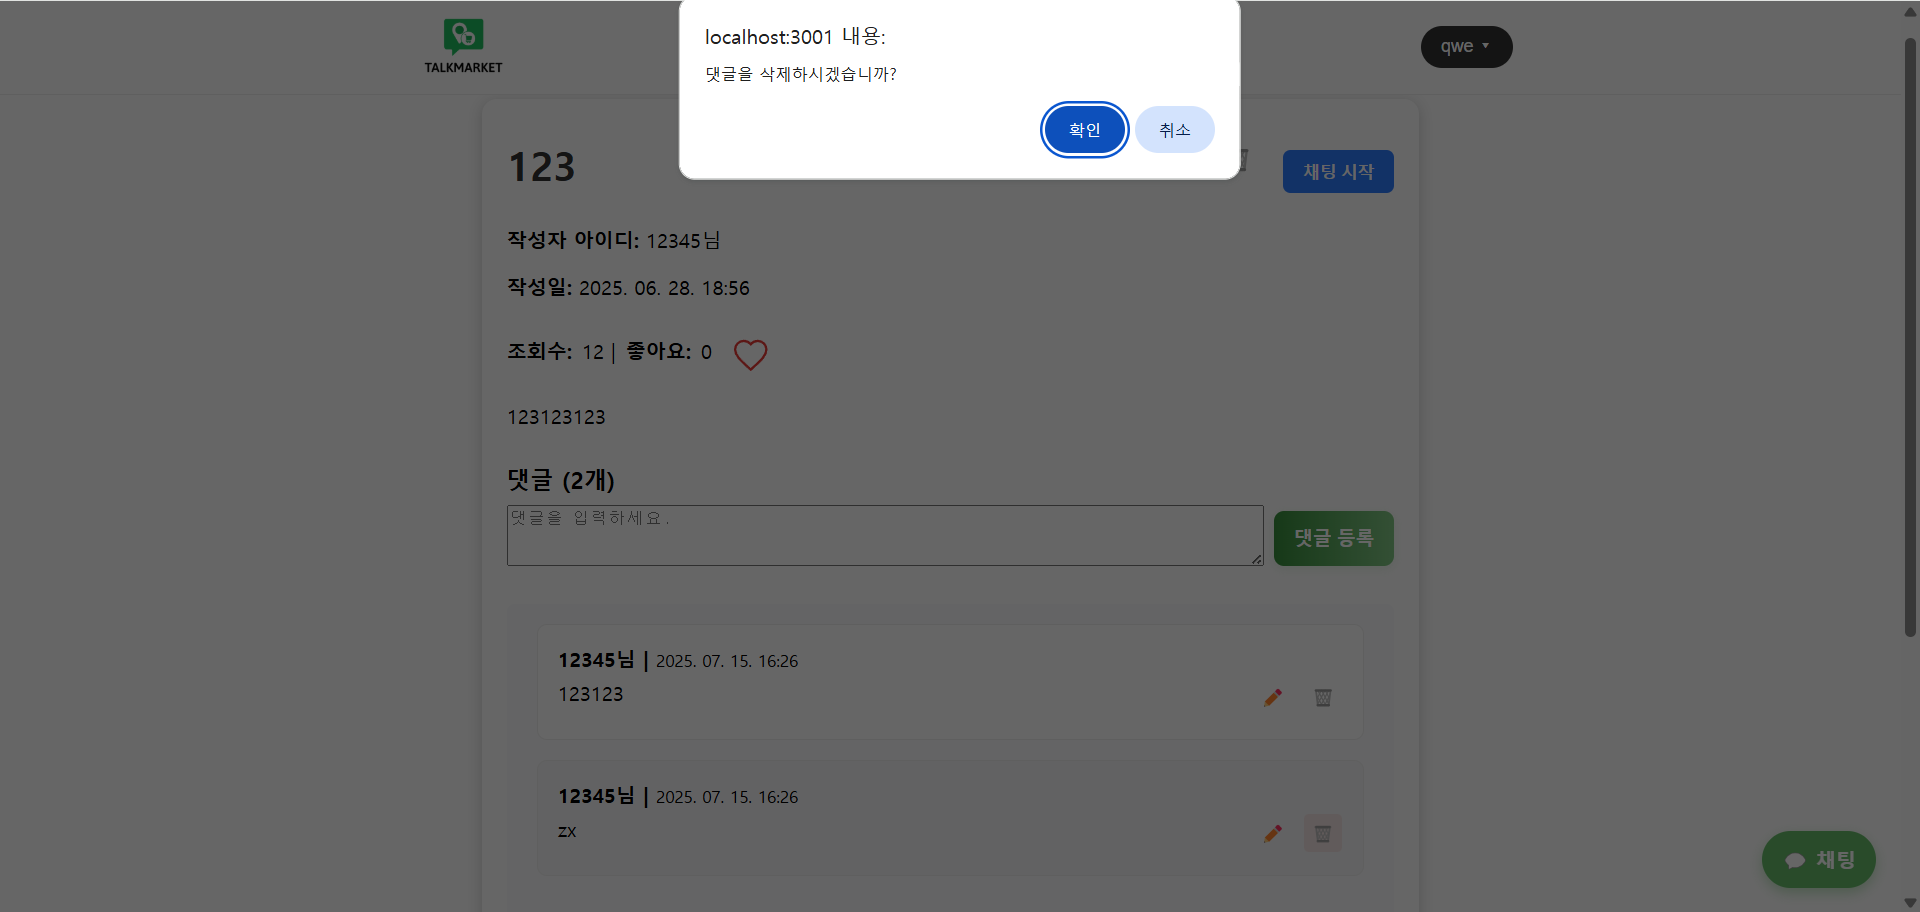 TALKMARKET
localhost:3001 내용:
댓글을 삭제하시겠습니까?
확인
취소
qwe
123
채팅 시작
작성자 아이디: 12345님
작성일: 2025. 06. 28. 18:56
조회수: 12 | 좋아요: 0
123123123
댓글 (2개)
댓글을 입력하세요.
댓글 등록
12345님 | 2025. 07. 15. 16:26
123123
12345님 | 2025. 07. 15. 16:26
zx
채팅